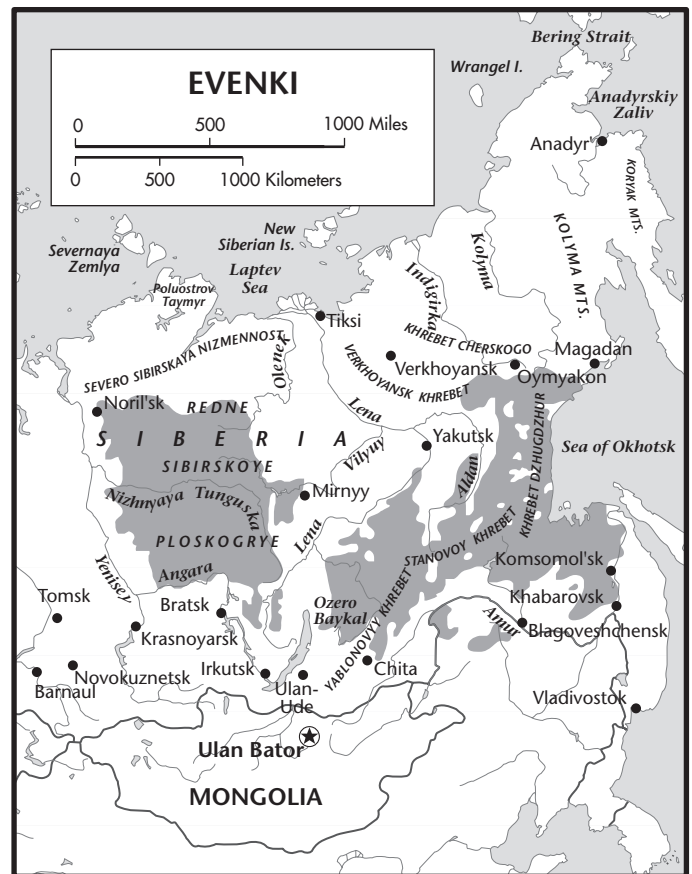 Bering Strait
EVENKI
Wrangel I.
Anadyrskiy
Zaliv
0 500 1000 Miles
0 500 1000 Kilometers
Anadyr'
KORYAK MTS.
KOLYMA MTS.
Kolyma
Indigirka
New
Siberian Is.
Severnaya
Zemlya
Laptev
Sea
Poluostrov
Taymyr
Tiksi
SEVERO SIBIRSKAYA NIZMENNOST
Olenek
KHREBET CHERSKOGO
VERKHOYANSK KHREBET
Verkhoyansk
Magadan
Oymyakon
Noril'sk
REDNE
Lena
SIBERIA
Yakutsk
Sea of Okhotsk
Vilyuy
SIBIRSKOYE
Aldan
KHREBET DZHUGDZHUR
Mirnyy
Nizhnyaya Tunguska
Lena
STANOVOY KHREBET
PLOSKOGRYE
Komsomol'sk
Angara
Yenisey
Tomsk
Bratsk
Ozero
Baykal
YABLONOVYY KHREBET
Khabarovsk
Amur
Blagoveshchensk
Krasnoyarsk
Novokuznetsk
Irkutsk
Chita
Barnaul
Ulan-
Ude
Vladivostok
Ulan Bator
MONGOLIA